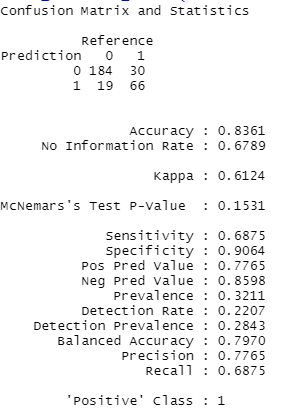 Confusion Matrix and Statistics
Reference
Prediction 0 1
0 184 30
1 19 66
Accuracy : 0.8361
No Information Rate : 0.6789
Kappa : 0.6124
McNemars's Test P-Value : 0.1531
Sensitivity : 0.6875
Specificity : 0.9064
Pos Pred Value : 0.7765
Neg Pred Value : 0.8598
Prevalence : 0.3211
Detection Rate : 0.2207
Detection Prevalence : 0.2843
Balanced Accuracy : 0.7970
Precision : 0.7765
Recall : 0.6875
'Positive' Class : 1